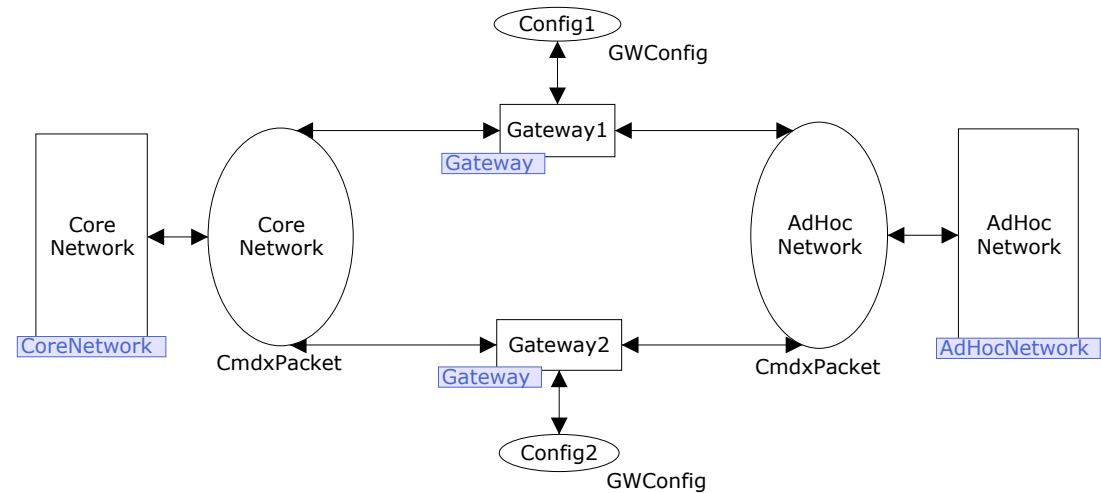 Config1
GWConfig
Gateway1
Gateway
Core
Network
CoreNetwork
Core
Network
CmdxPacket
AdHoc
Network
CmdxPacket
AdHoc
Network
AdHocNetwork
Gateway2
Gateway
Config2
GWConfig